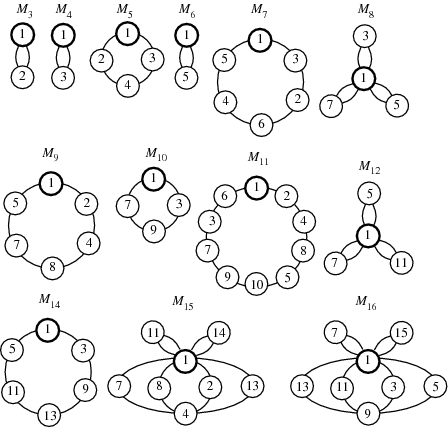 M3 M4 M5 M6 M7 M8
1 1 1 1 1 3
2 3 5 3
2 3 5 1
4 4 2 7 5
6
M9 M10 M11 M12
1 1 6 1 2 5
5 2 7 3 3 4 1
7 4 9 7 8 7 11
8 9 10 5
M14 M15 M16
1 11 14 7 15
5 3 1 1
11 9 7 8 2 13 13 11 3 5
13 4 9